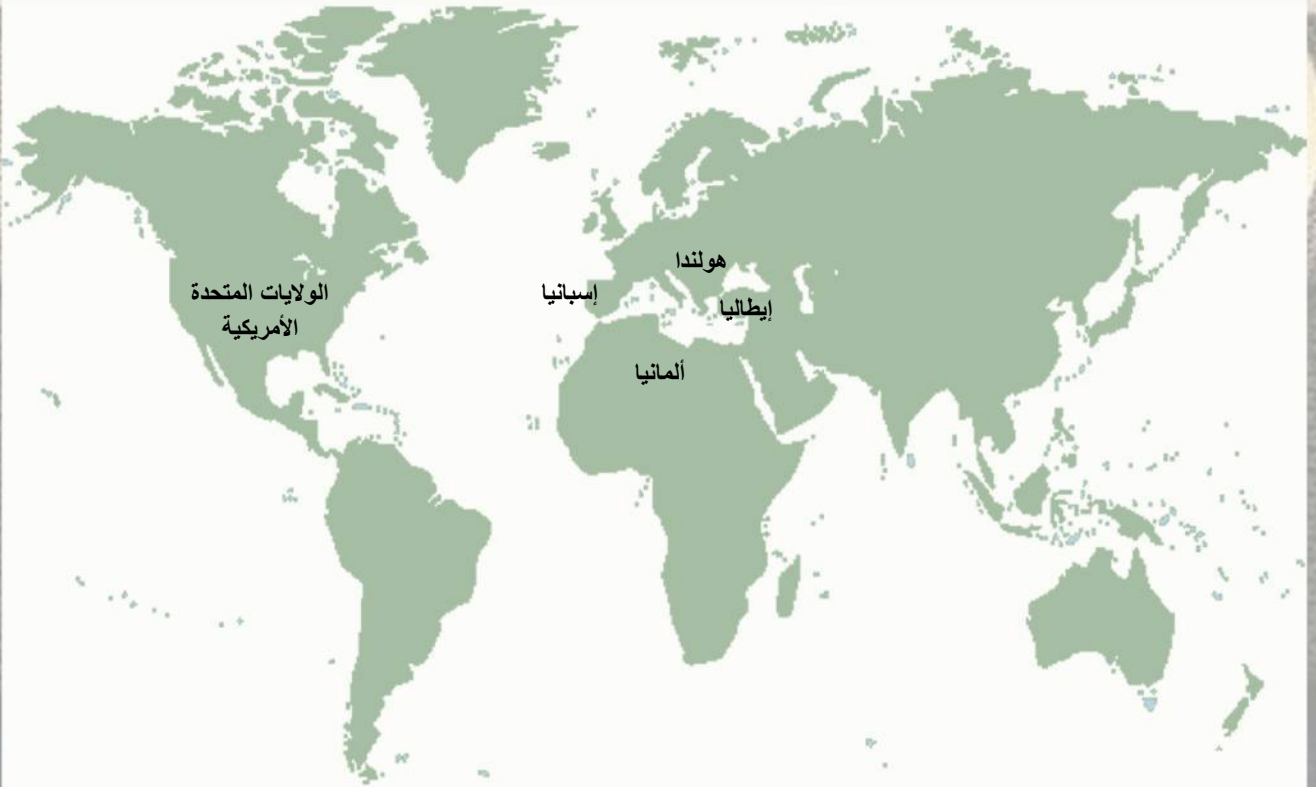 هولندا
الولايات المتحدة
الأمريكية
إسبانيا
إيطاليا
ألمانيا